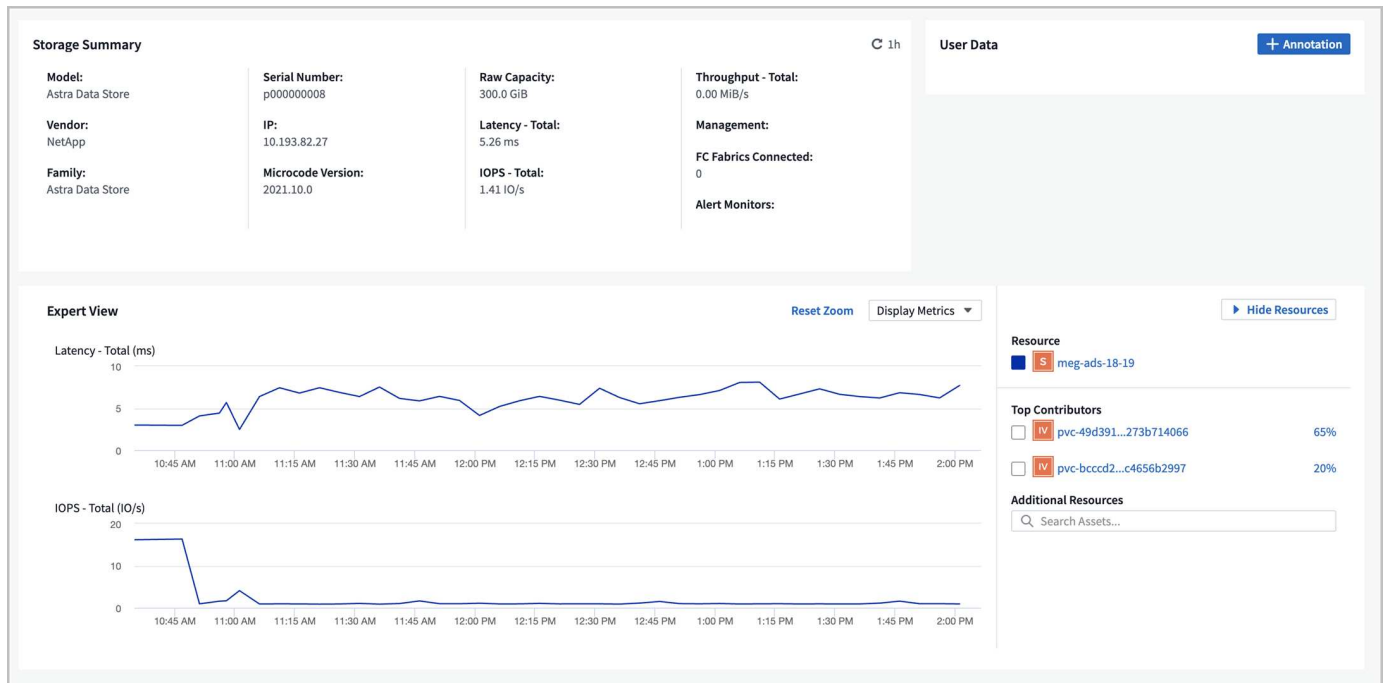 Storage Summary
1h
Model:
Astra Data Store
Vendor:
NetApp
Family:
Astra Data Store
Serial Number:
p000000008
IP:
10.193.82.27
Microcode Version:
2021.10.0
Raw Capacity:
300.0 GiB
Latency - Total:
5.26 ms
IOPS - Total:
1.41 IO/s
Throughput - Total:
0.00 MiB/s
Management:
FC Fabrics Connected:
0
Alert Monitors:
User Data
+ Annotation
Expert View
Reset Zoom
Display Metrics
Latency - Total (ms)
10
5
0
10:45 AM 11:00 AM 11:15 AM 11:30 AM 11:45 AM 12:00 PM 12:15 PM 12:30 PM 12:45 PM 1:00 PM 1:15 PM 1:30 PM 1:45 PM 2:00 PM
IOPS - Total (IO/s)
20
10
0
10:45 AM 11:00 AM 11:15 AM 11:30 AM 11:45 AM 12:00 PM 12:15 PM 12:30 PM 12:45 PM 1:00 PM 1:15 PM 1:30 PM 1:45 PM 2:00 PM
Hide Resources
Resource
S meg-ads-18-19
Top Contributors
IV pvc-49d391...273b714066 65%
IV pvc-bcccd2...c4656b2997 20%
Additional Resources
Search Assets...